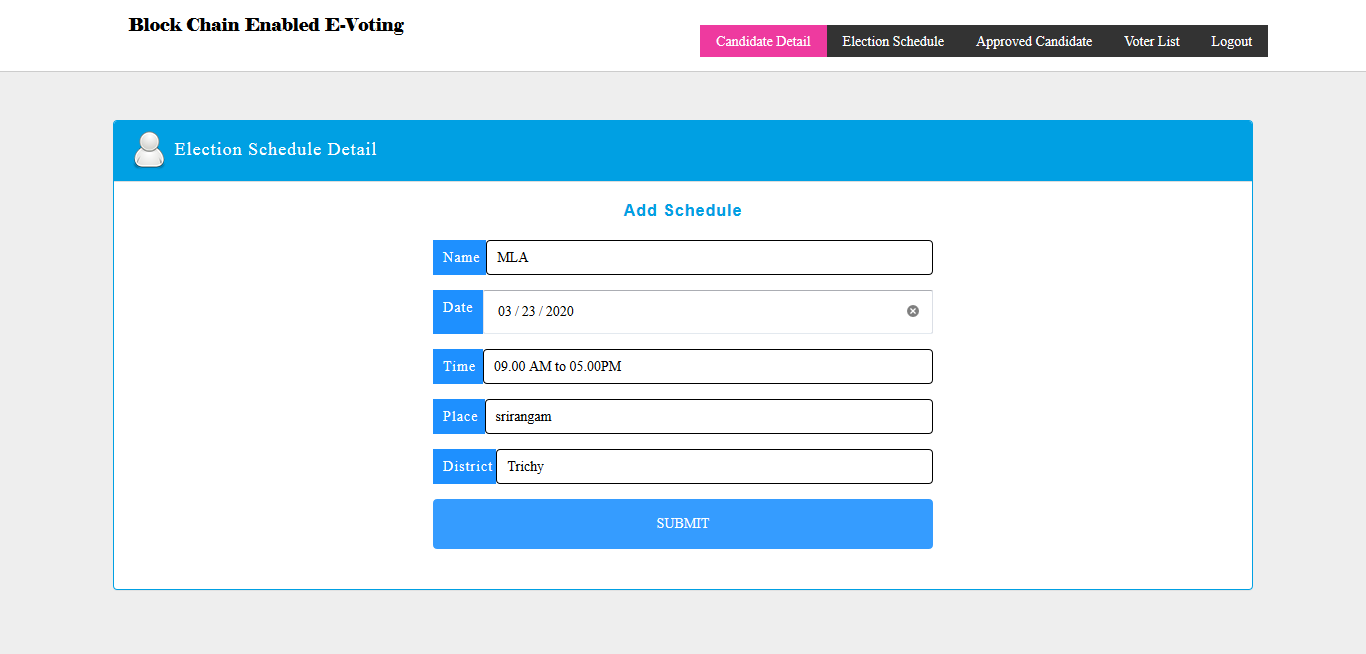 Block Chain Enabled E-Voting
Candidate Detail Election Schedule Approved Candidate Voter List Logout
Election Schedule Detail
Add Schedule
Name MLA
Date 03 / 23 / 2020
Time 09.00 AM to 05.00PM
Place srirangam
District Trichy
SUBMIT